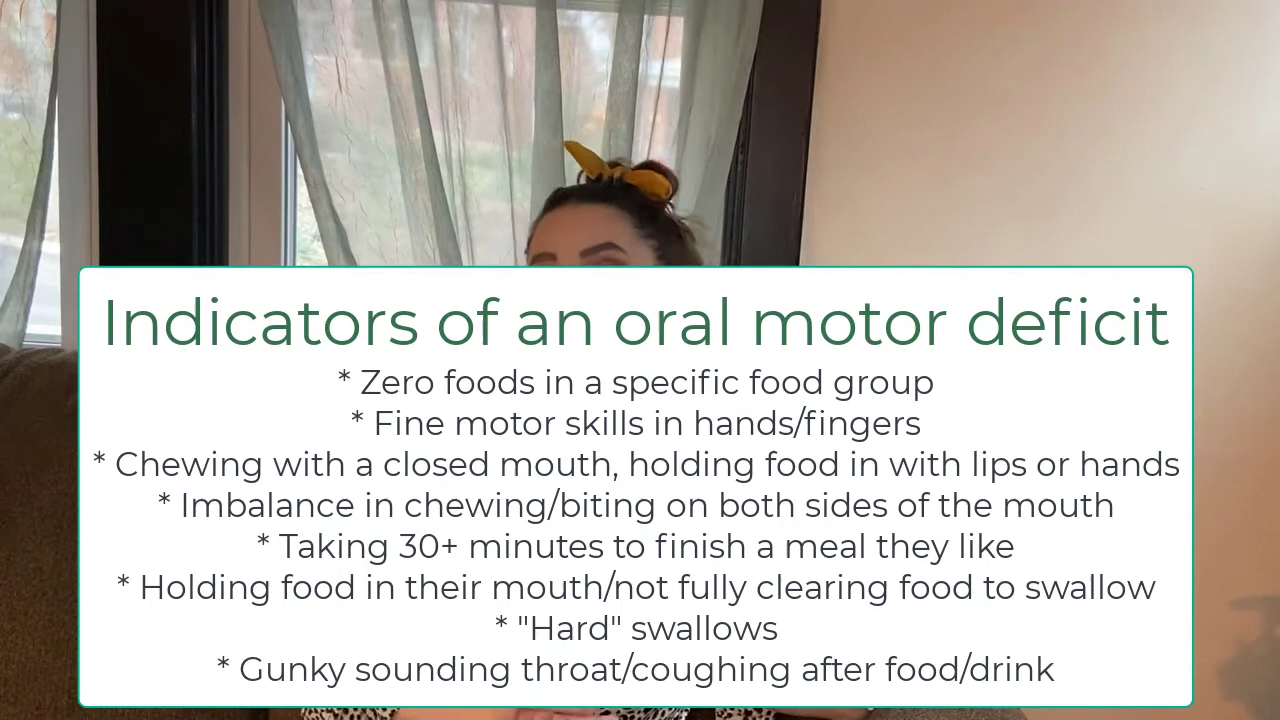 Indicators of an oral motor deficit
* Zero foods in a specific food group
* Fine motor skills in hands/fingers
* Chewing with a closed mouth, holding food in with lips or hands
* Imbalance in chewing/biting on both sides of the mouth
* Taking 30+ minutes to finish a meal they like
* Holding food in their mouth/not fully clearing food to swallow
* "Hard" swallows
* Gunky sounding throat/coughing after food/drink